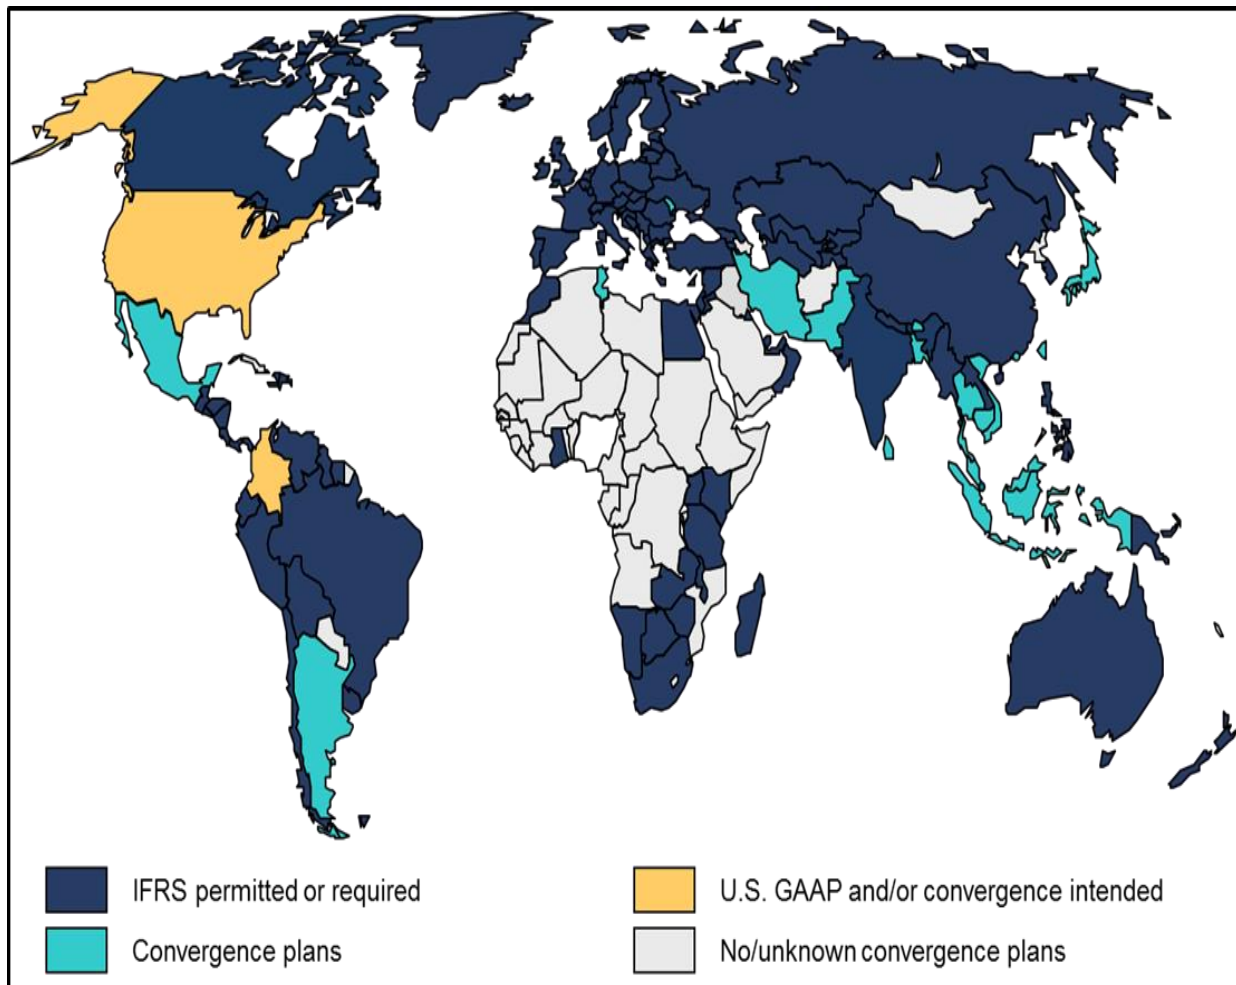 IFRS permitted or required
U.S. GAAP and/or convergence intended
Convergence plans
No/unknown convergence plans